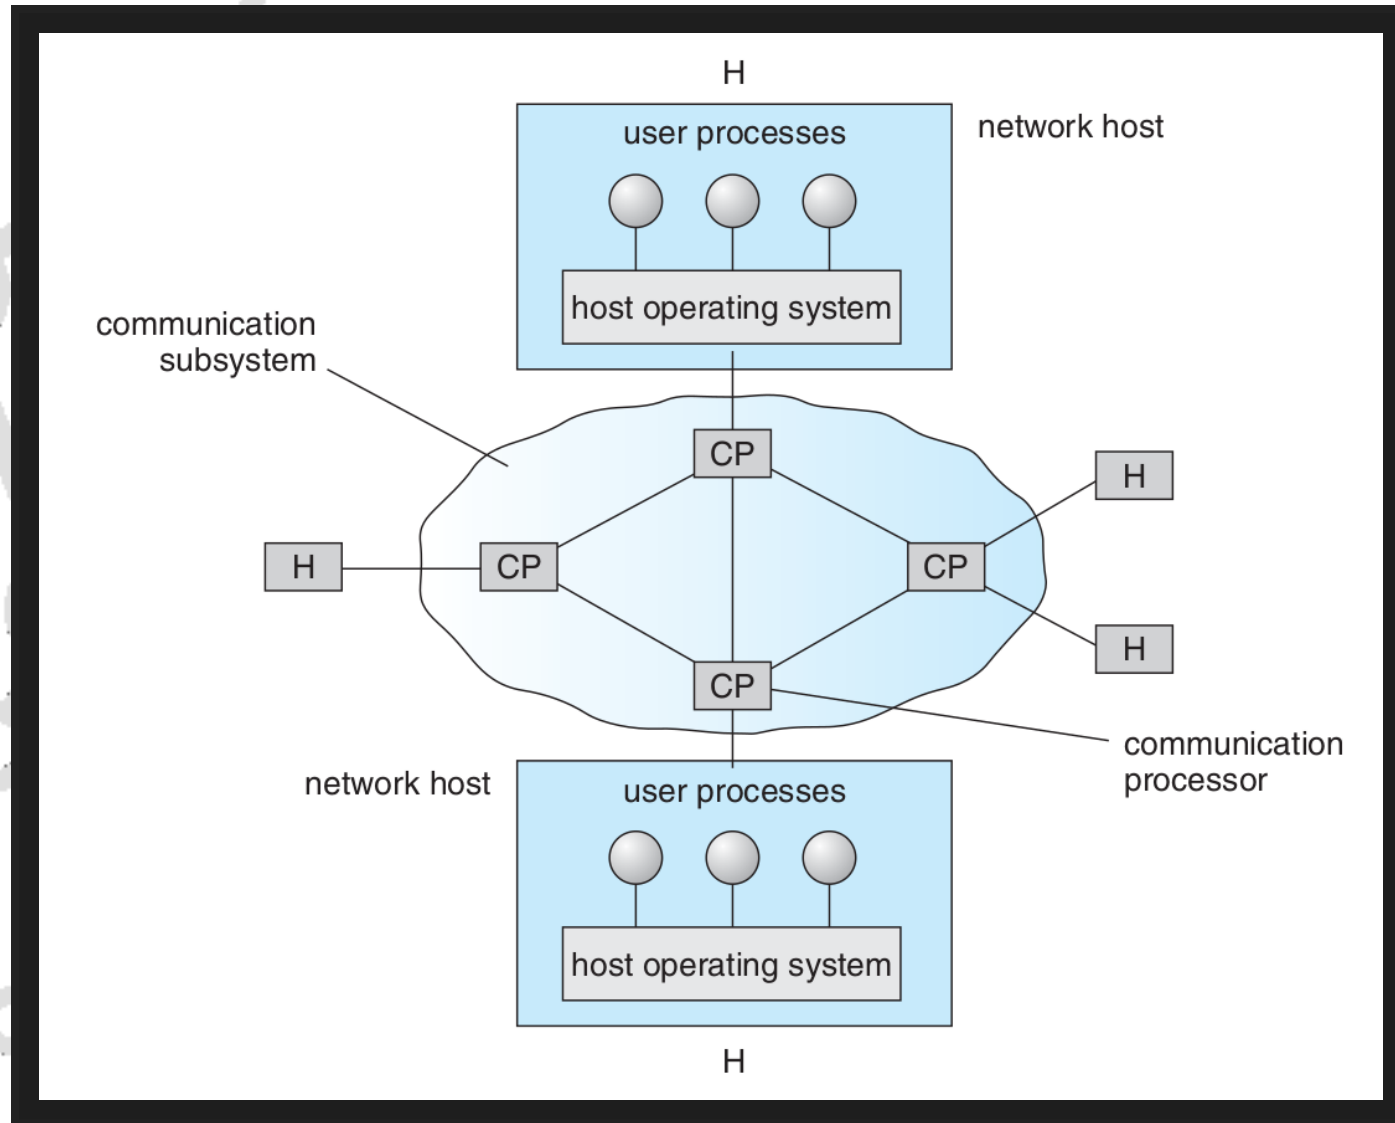 H
user processes
network host
host operating system
communication
subsystem
CP
H
H
CP
CP
H
CP
communication
processor
network host
user processes
host operating system
H